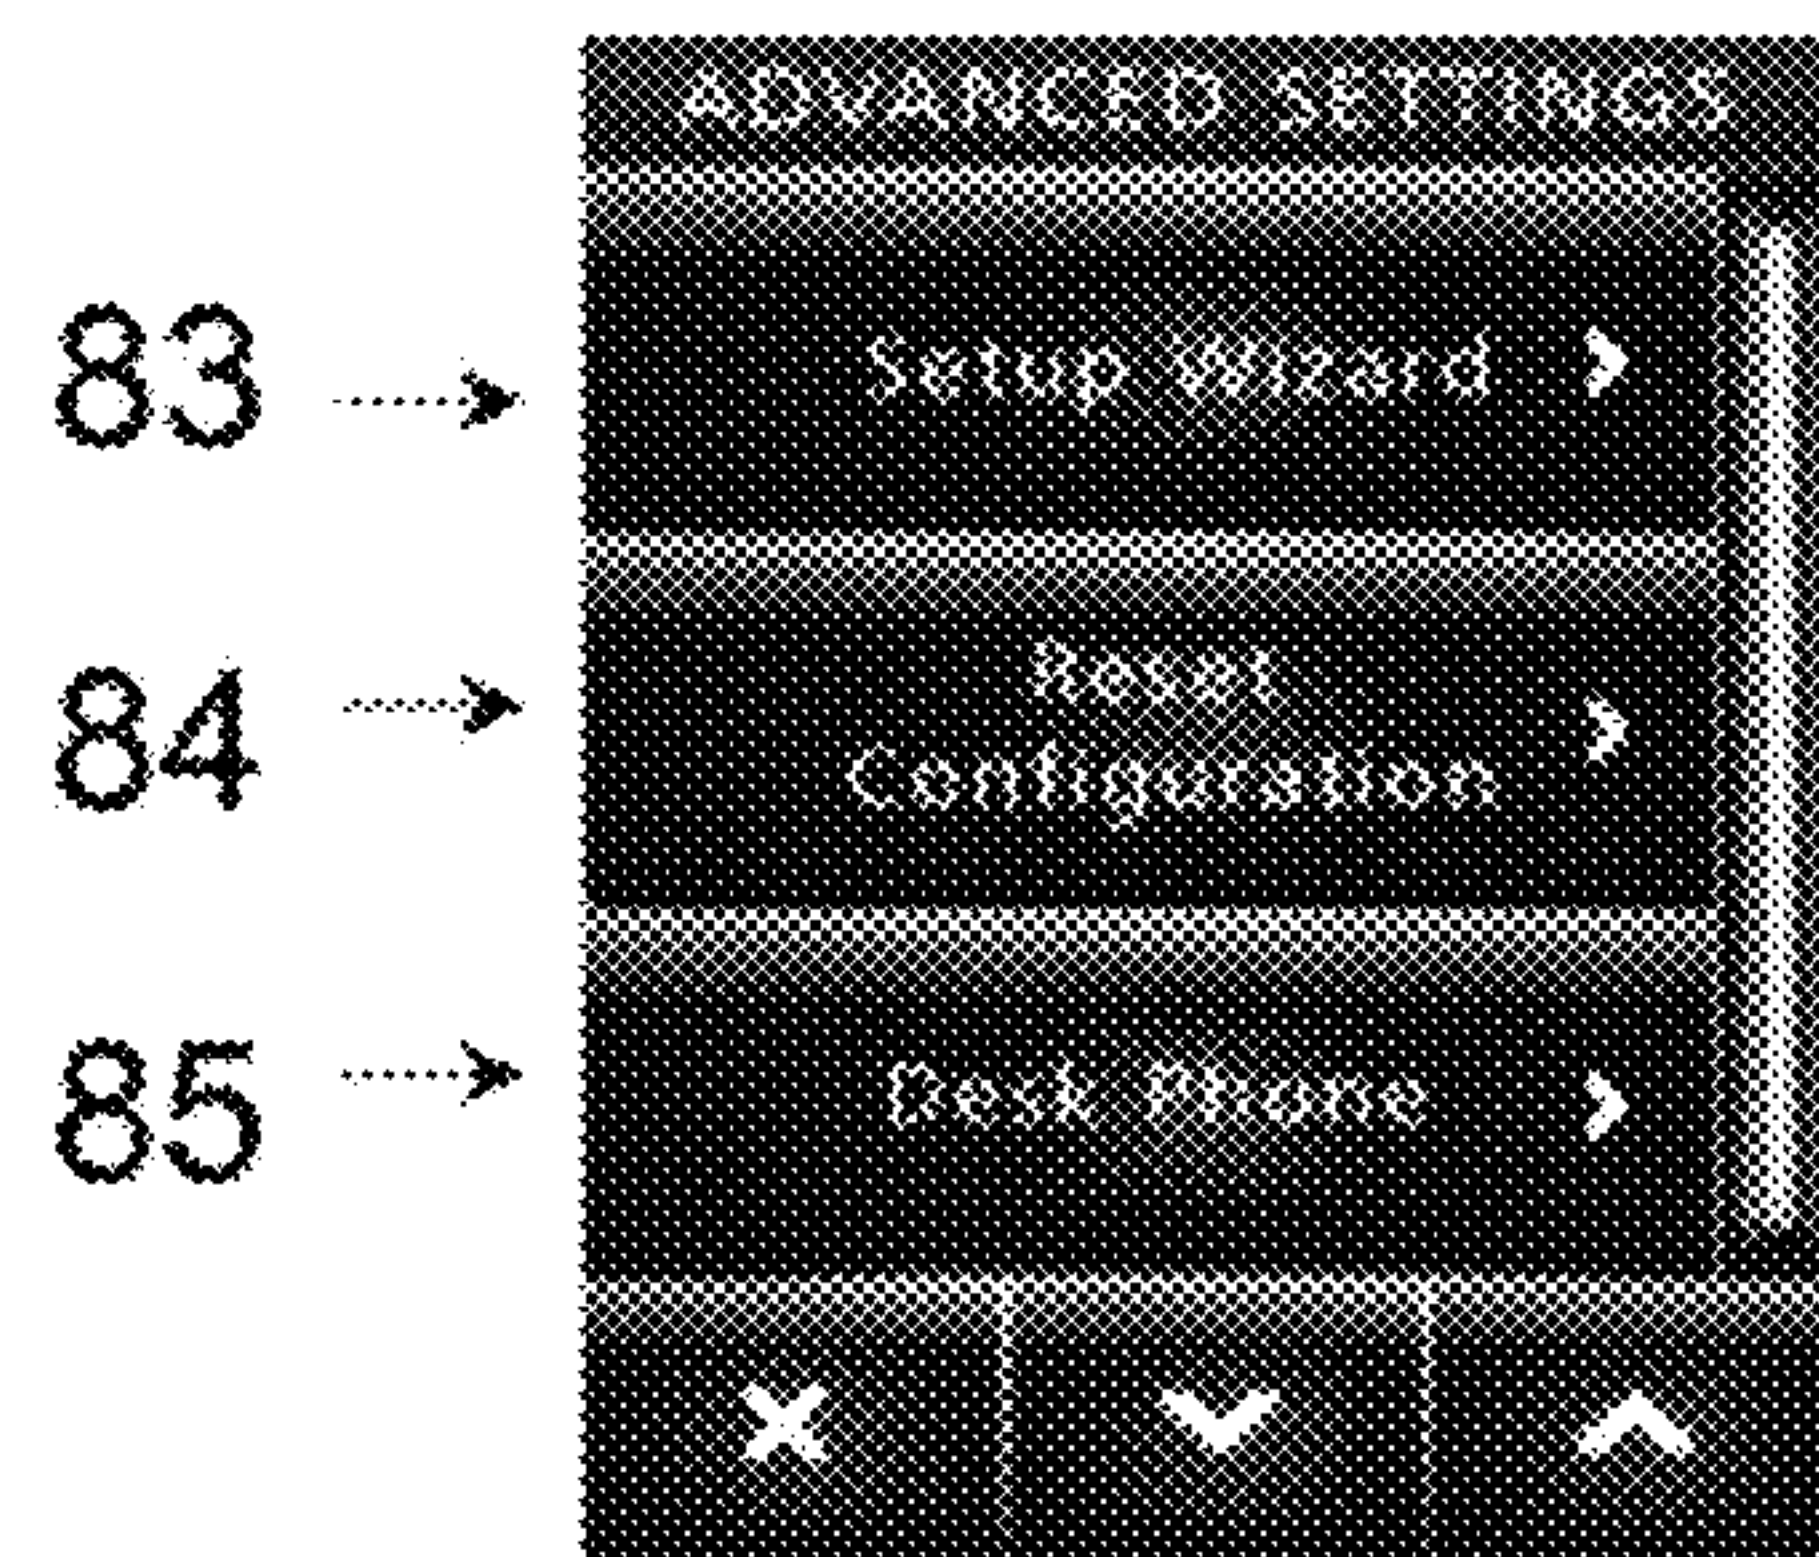 ADVANCED SETTINGS
83
Setup Wizard
84
Reset
Configuration
85
Desk Phone